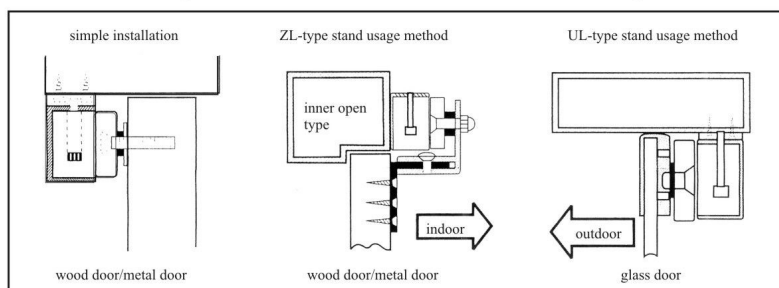 simple installation
ZL-type stand usage method
UL-type stand usage method
inner open
type
indoor
outdoor
wood door/metal door
wood door/metal door
glass door